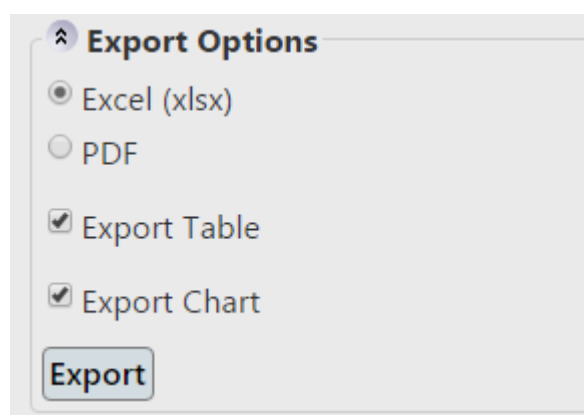 Export Options
Excel (xlsx)
PDF
Export Table
Export Chart
Export